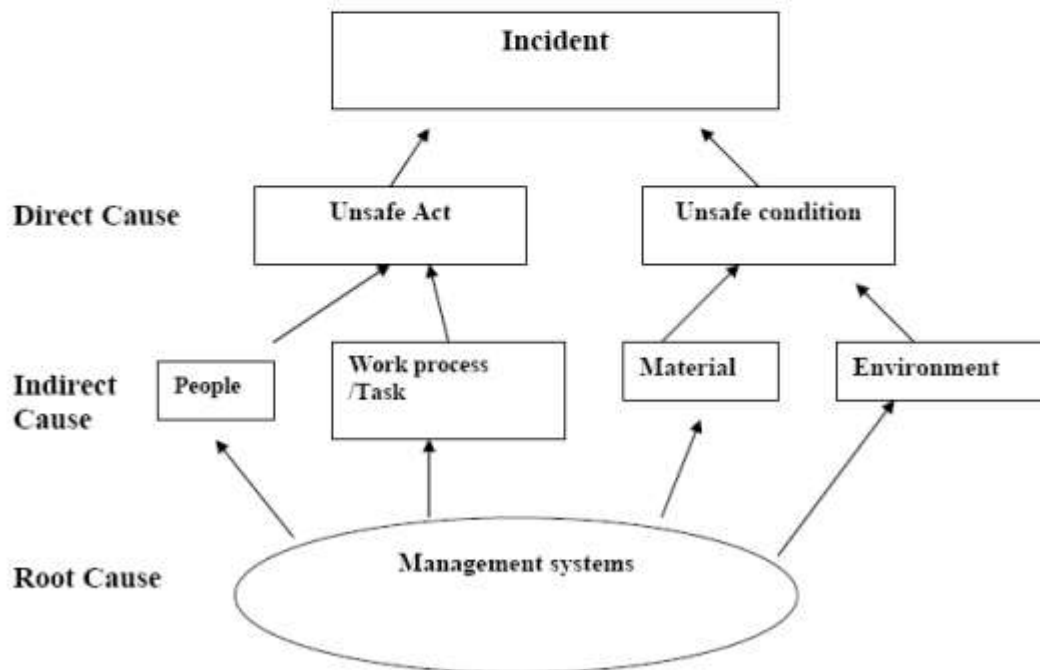 Incident
Direct Cause
Unsafe Act
Unsafe condition
Indirect
Cause
People
Work process
/Task
Material
Environment
Root Cause
Management systems